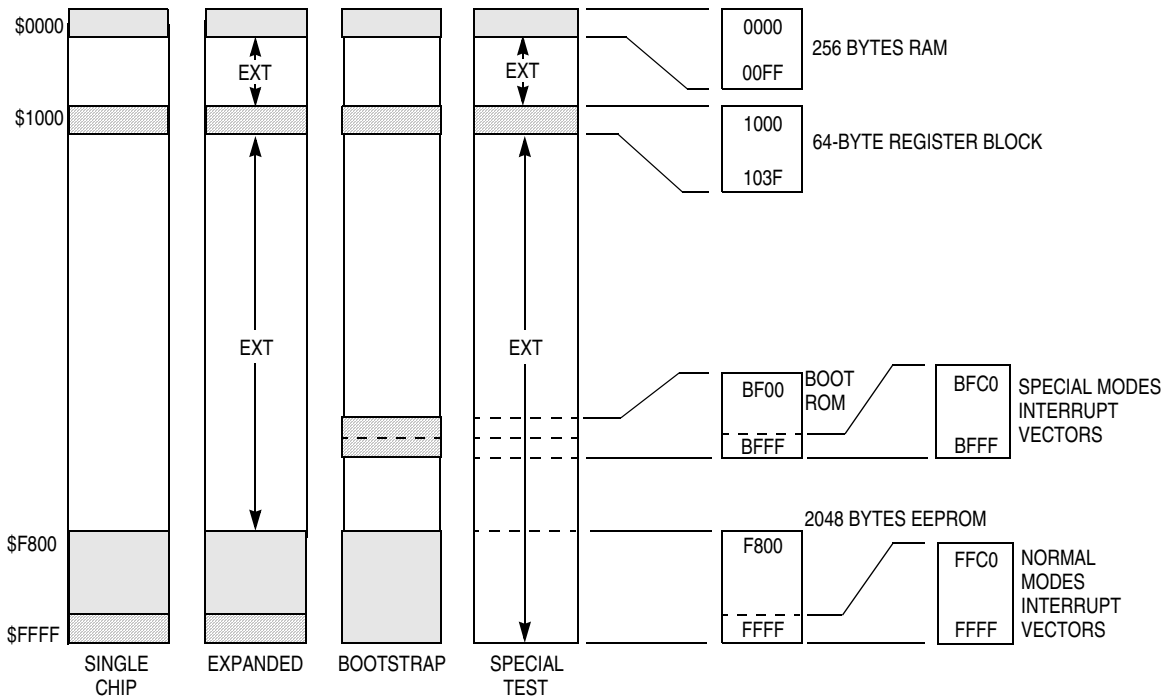 $0000
EXT
EXT
0000
00FF
256 BYTES RAM
$1000
1000
103F
64-BYTE REGISTER BLOCK
EXT
EXT
BF00
BFFF
BOOT
ROM
BFC0
BFFF
SPECIAL MODES
INTERRUPT
VECTORS
$F800
2048 BYTES EEPROM
F800
FFFF
FFC0
FFFF
NORMAL
MODES
INTERRUPT
VECTORS
$FFFF
SINGLE
CHIP
EXPANDED
BOOTSTRAP
SPECIAL
TEST